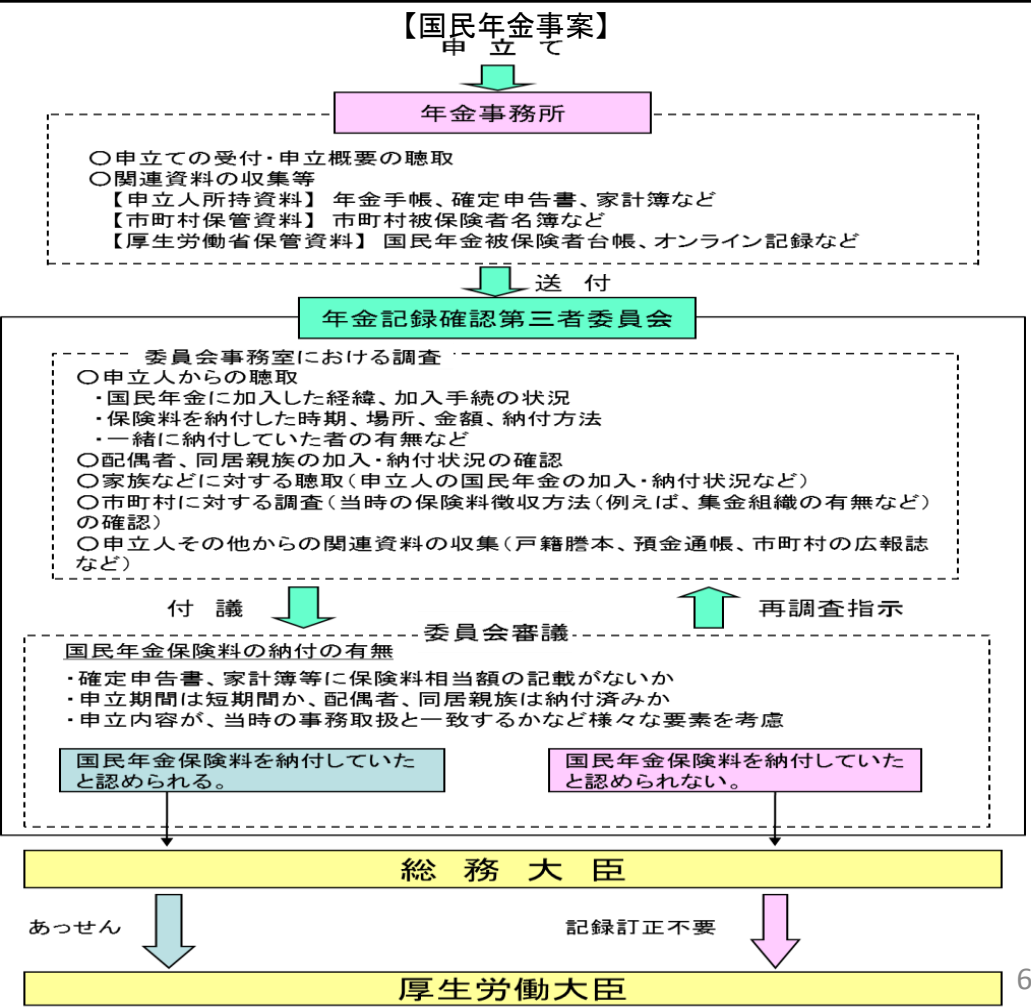 【国民年金事案】
申 立 て
年金事務所
○申立ての受付・申立概要の聴取
○関連資料の収集等
【申立人所持資料】 年金手帳、確定申告書、家計簿など
【市町村保管資料】 市町村被保険者名簿など
【厚生労働省保管資料】 国民年金被保険者台帳、オンライン記録など
送 付
年金記録確認第三者委員会
委員会事務室における調査
○申立人からの聴取
・国民年金に加入した経緯、加入手続の状況
・保険料を納付した時期、場所、金額、納付方法
・一緒に納付していた者の有無など
○配偶者、同居親族の加入・納付状況の確認
○家族などに対する聴取(申立人の国民年金の加入・納付状況など)
○市町村に対する調査(当時の保険料徴収方法(例えば、集金組織の有無など)
の確認)
○申立人その他からの関連資料の収集(戸籍謄本、預金通帳、市町村の広報誌
など)
付 議
再調査指示
委員会審議
国民年金保険料の納付の有無
・確定申告書、家計簿等に保険料相当額の記載がないか
・申立期間は短期間か、配偶者、同居親族は納付済みか
・申立内容が、当時の事務取扱と一致するかなど様々な要素を考慮
国民年金保険料を納付していた
と認められる。
国民年金保険料を納付していた
と認められない。
総 務 大 臣
あっせん
記録訂正不要
厚生労働大臣
6